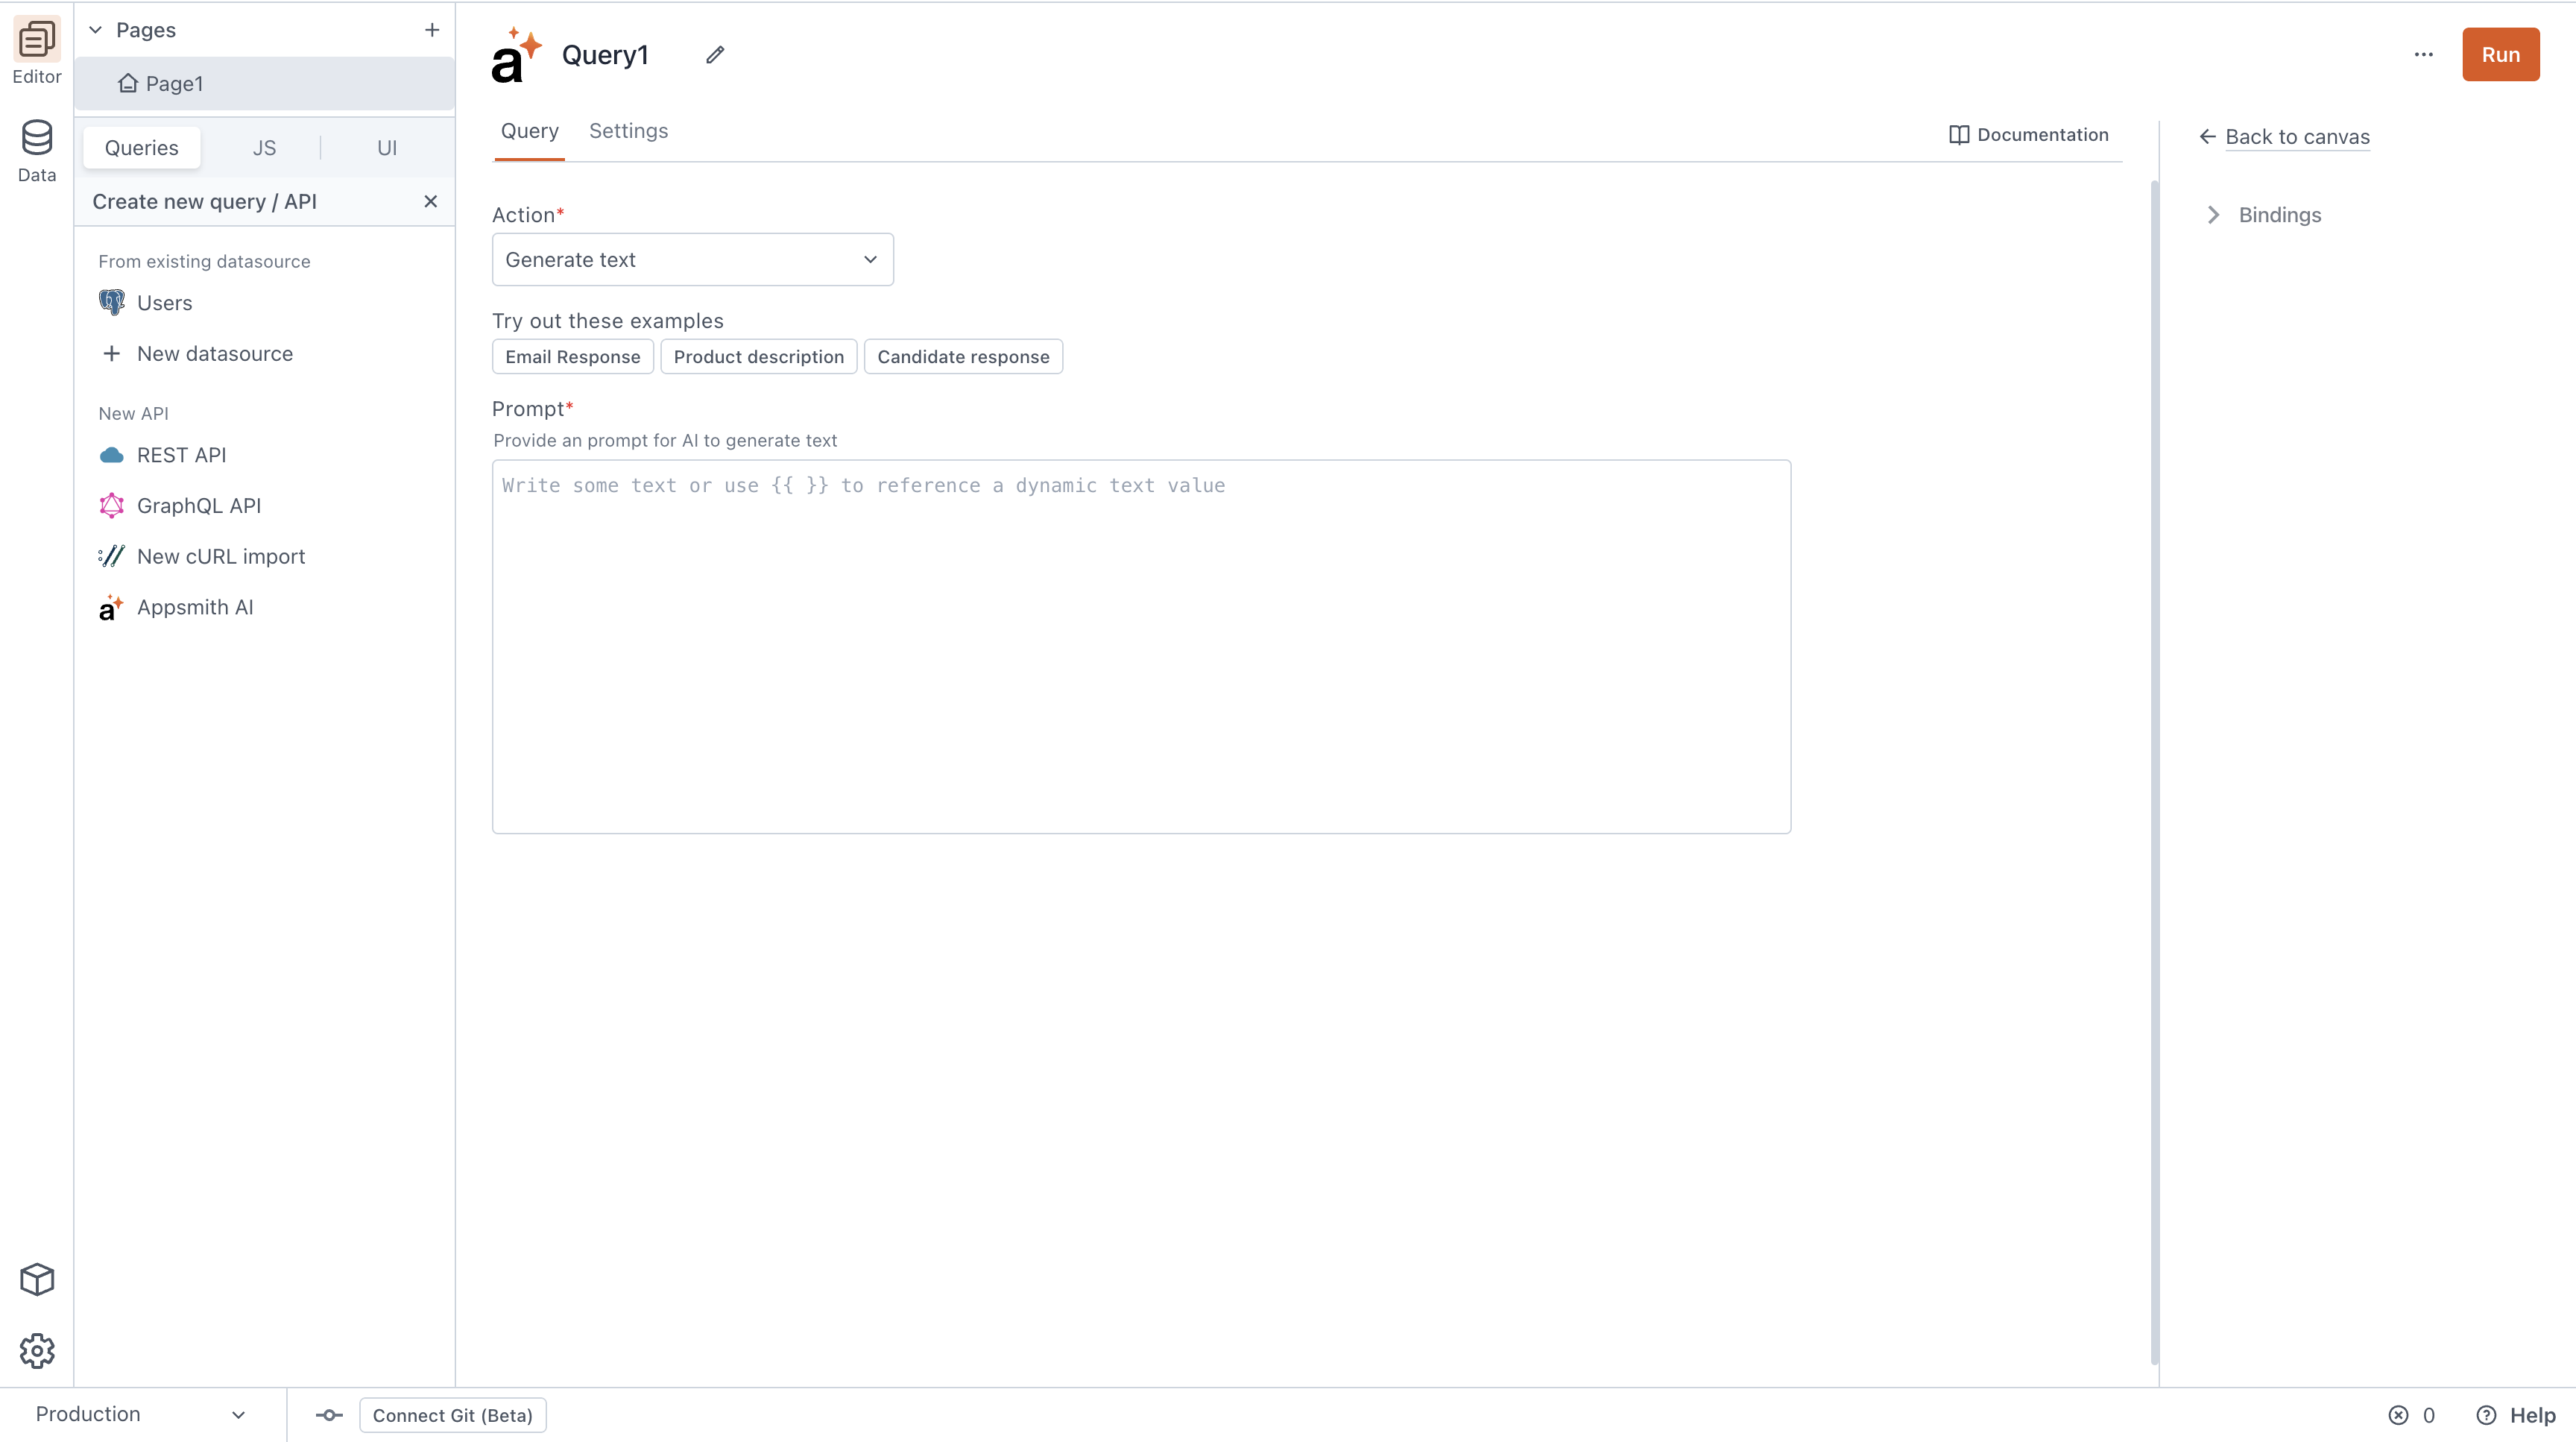 Editor
Data
Pages
Page1
Queries
JS
UI
Create new query / API
From existing datasource
Users
New datasource
New API
REST API
GraphQL API
New cURL import
Appsmith AI
a
Query1
Run
Query
Settings
Documentation
Back to canvas
Bindings
Action*
Generate text
Try out these examples
Email Response
Product description
Candidate response
Prompt*
Provide an prompt for AI to generate text
Write some text or use {{ }} to reference a dynamic text value
Production
Connect Git (Beta)
0
Help